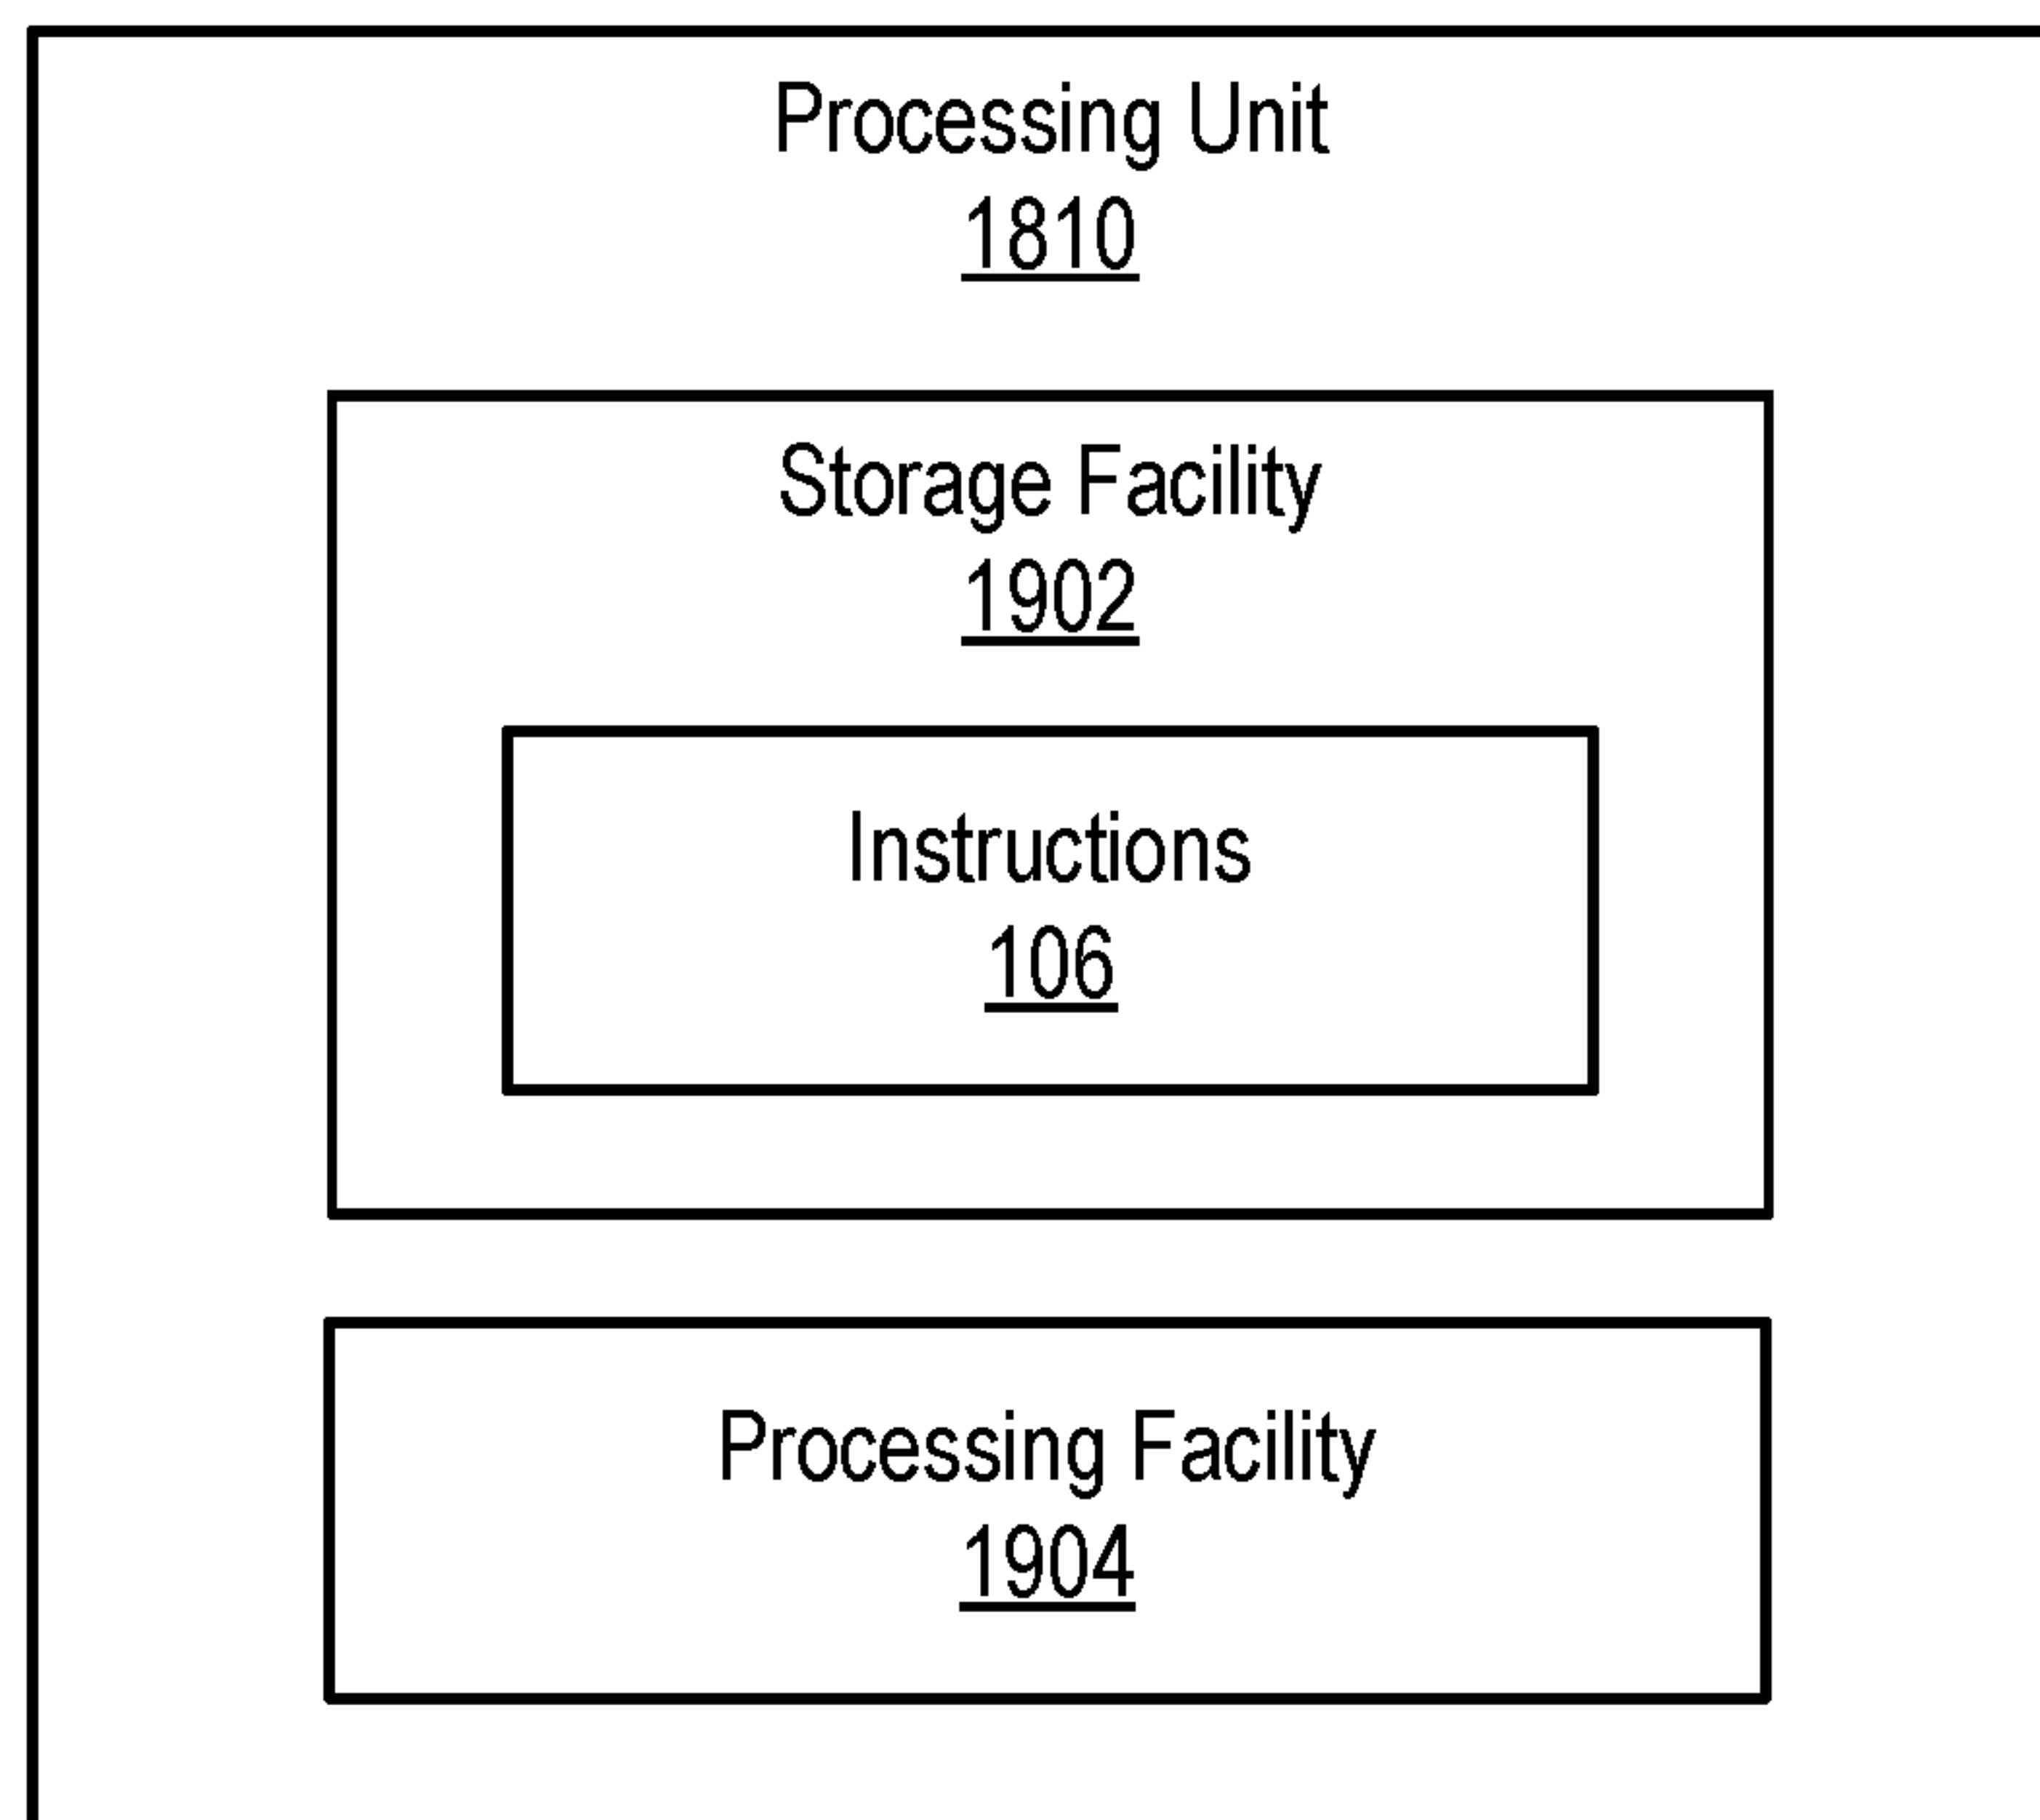 Processing Unit
1810
Storage Facility
1902
Instructions
106
Processing Facility
1904